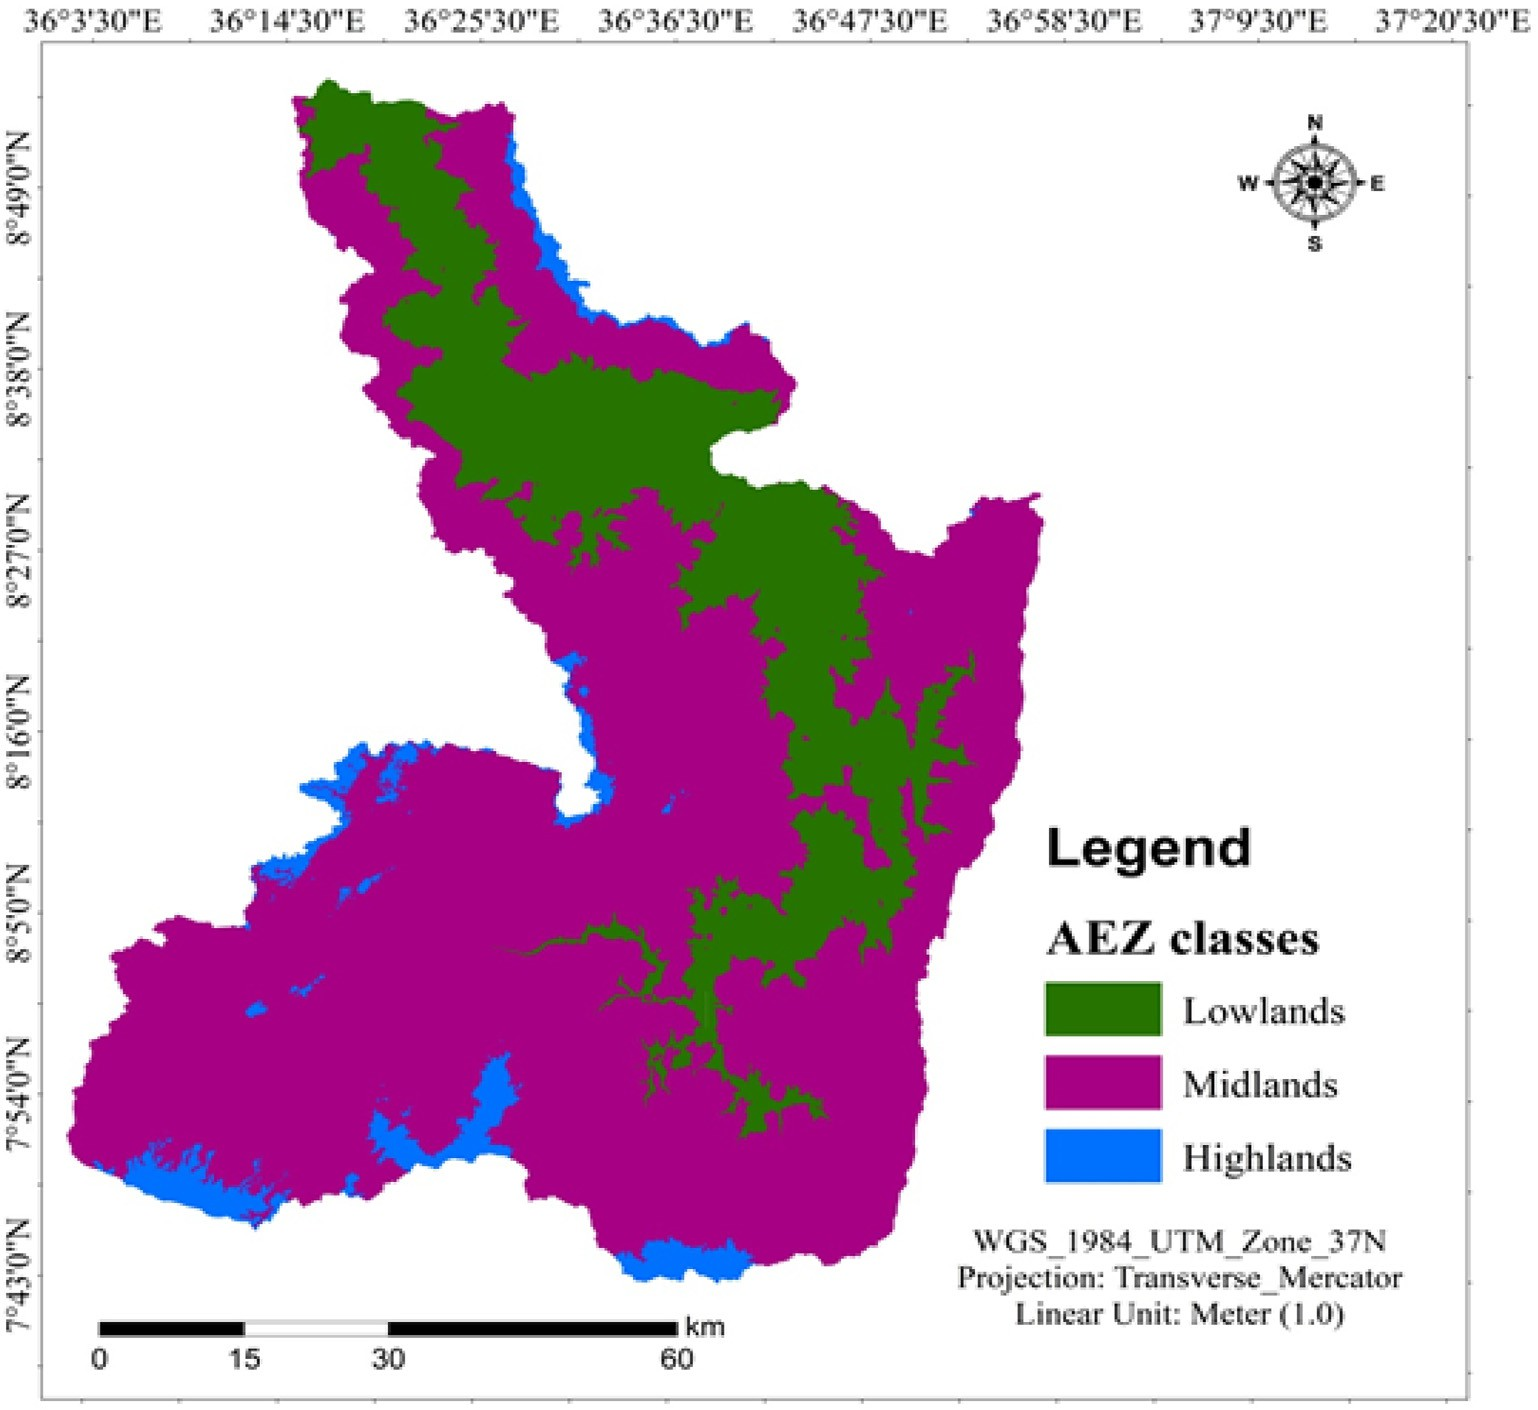 36°3'30"E 36°14'30"E 36°25'30"E 36°36'30"E 36°47'30"E 36°58'30"E 37°9'30"E 37°20'30"E
N
W E
S
8°49'0"N
8°38'0"N
8°27'0"N
8°16'0"N
8°5'0"N
7°54'0"N
7°43'0"N
Legend
AEZ classes
Lowlands
Midlands
Highlands
WGS_1984_UTM_Zone_37N
Projection: Transverse_Mercator
Linear Unit: Meter (1.0)
km
0 15 30 60